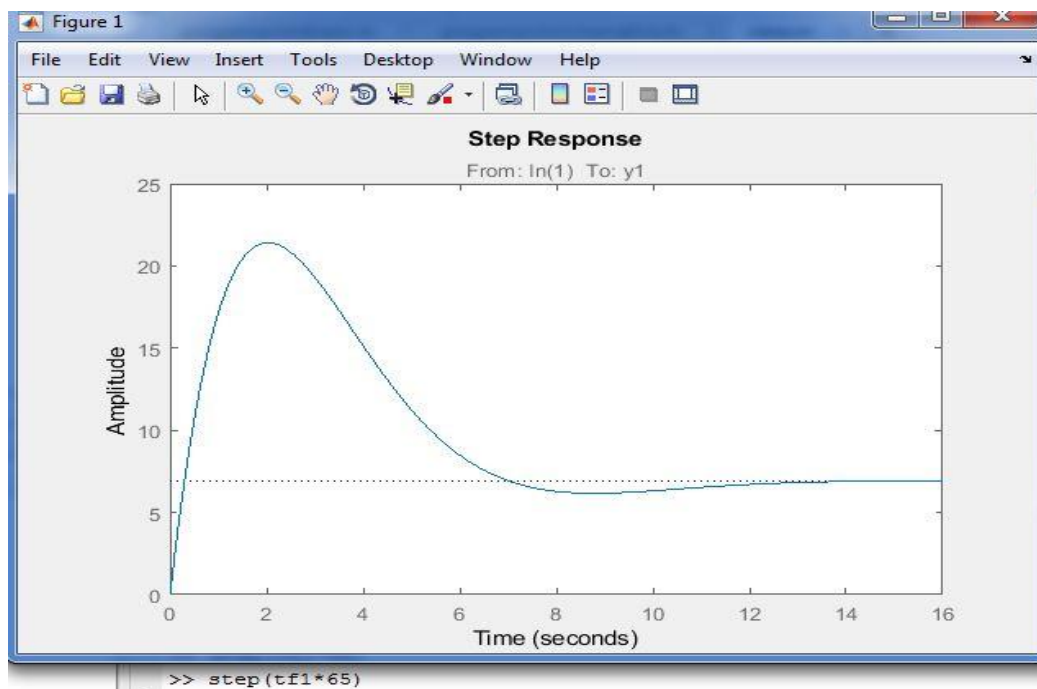 Figure 1
File Edit View Insert Tools Desktop Window Help
Step Response
From: In(1) To: y1
25
20
15
10
5
0
Amplitude
0 2 4 6 8 10 12 14 16
Time (seconds)
>> step(tf1*65)